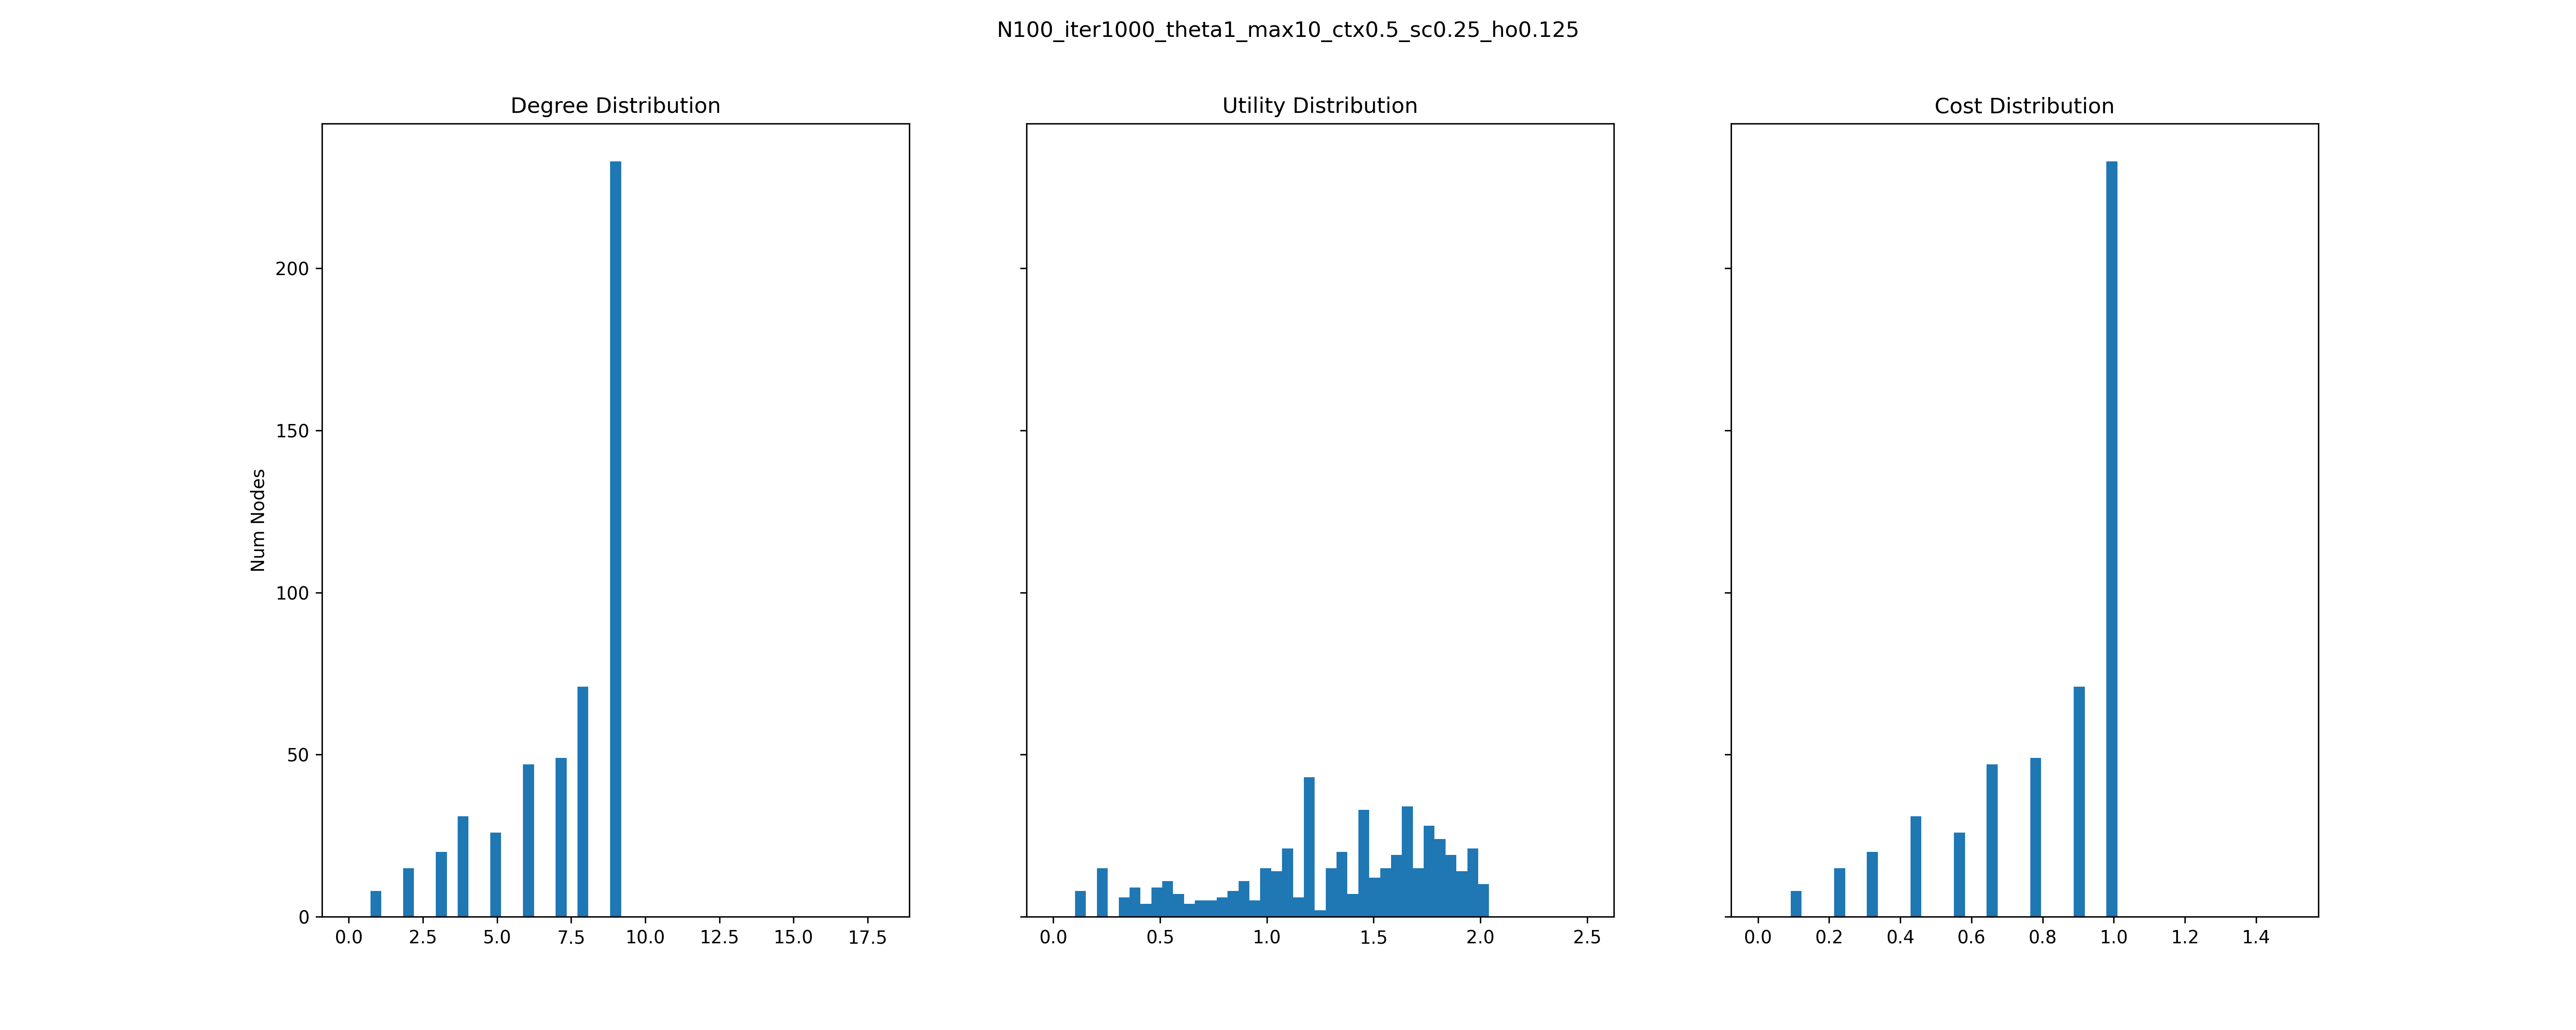 N100_iter1000_theta1_max10_ctx0.5_sc0.25_ho0.125
Degree Distribution
Utility Distribution
Cost Distribution
Num Nodes
200
150
100
50
0
0.0 2.5 5.0 7.5 10.0 12.5 15.0 17.5
0.0 0.5 1.0 1.5 2.0 2.5
0.0 0.2 0.4 0.6 0.8 1.0 1.2 1.4